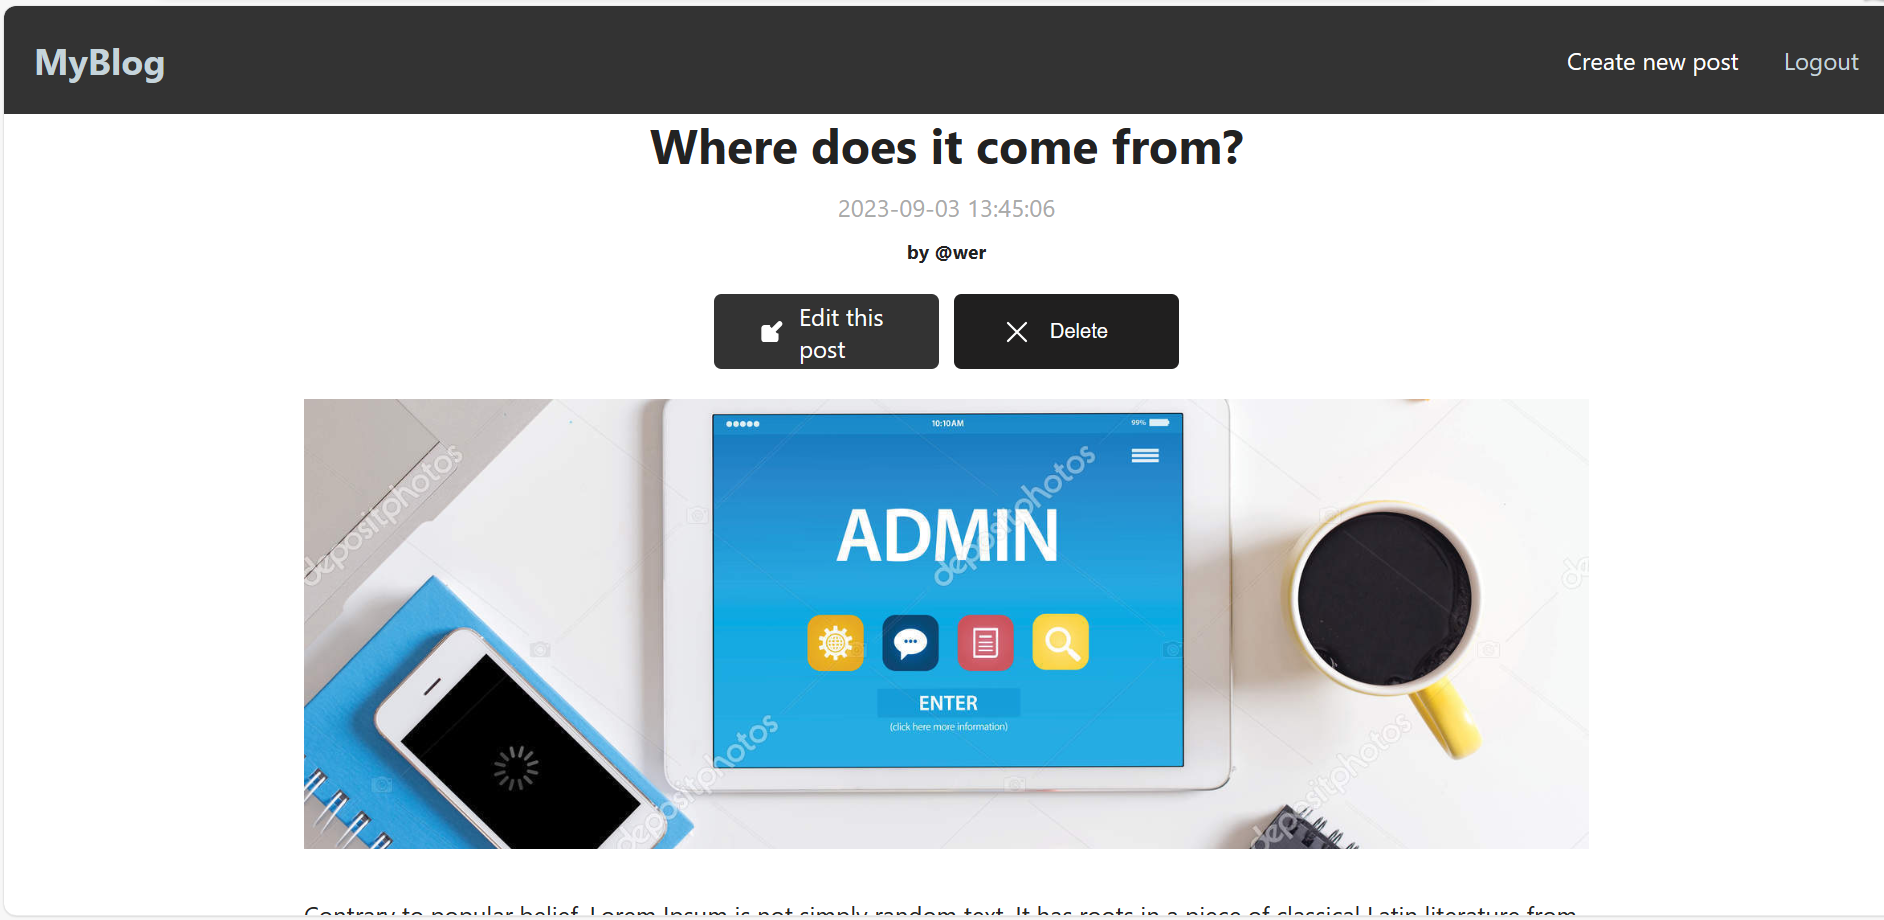 MyBlog
Create new post
Logout
Where does it come from?
2023-09-03 13:45:06
by @wer
Edit this
post
Delete
10:10AM
99%
ADMIN
ENTER
(click here more information)
depositphotos
depositphotos
depositphotos
depositphotos
depositphotos
Contrary to popular belief, Lorem Ipsum is not simply random text. It has roots in a piece of classical Latin literature from